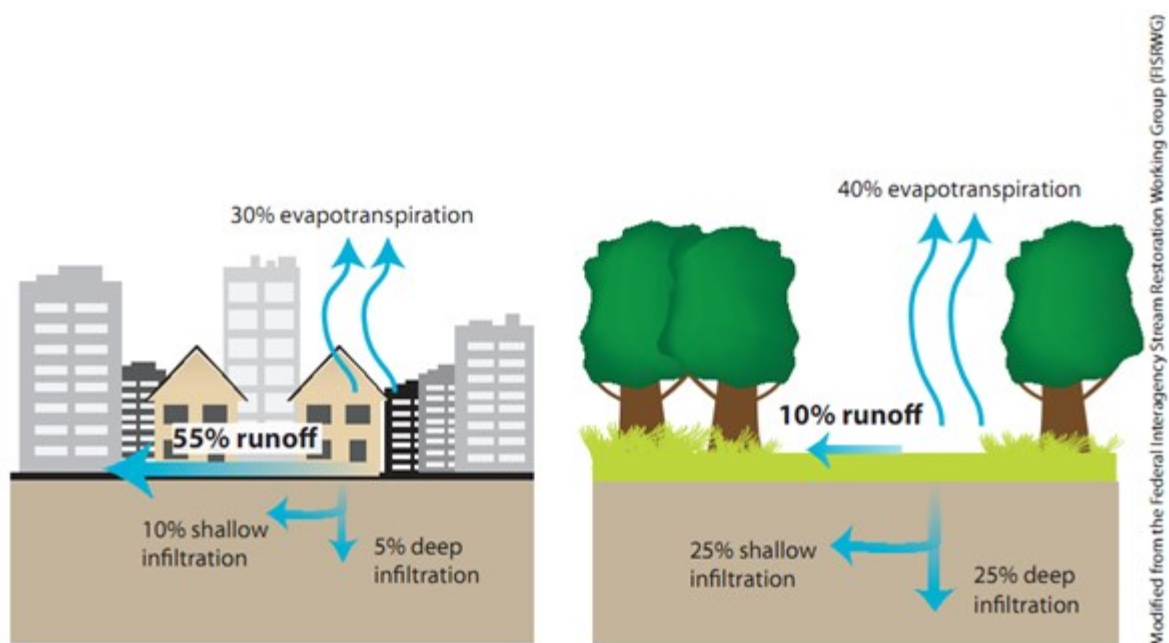 30% evapotranspiration
55% runoff
10% shallow
infiltration
5% deep
infiltration
40% evapotranspiration
10% runoff
25% shallow
infiltration
25% deep
infiltration
Modified from the Federal Interagency Stream Restoration Working Group (FISRWG)